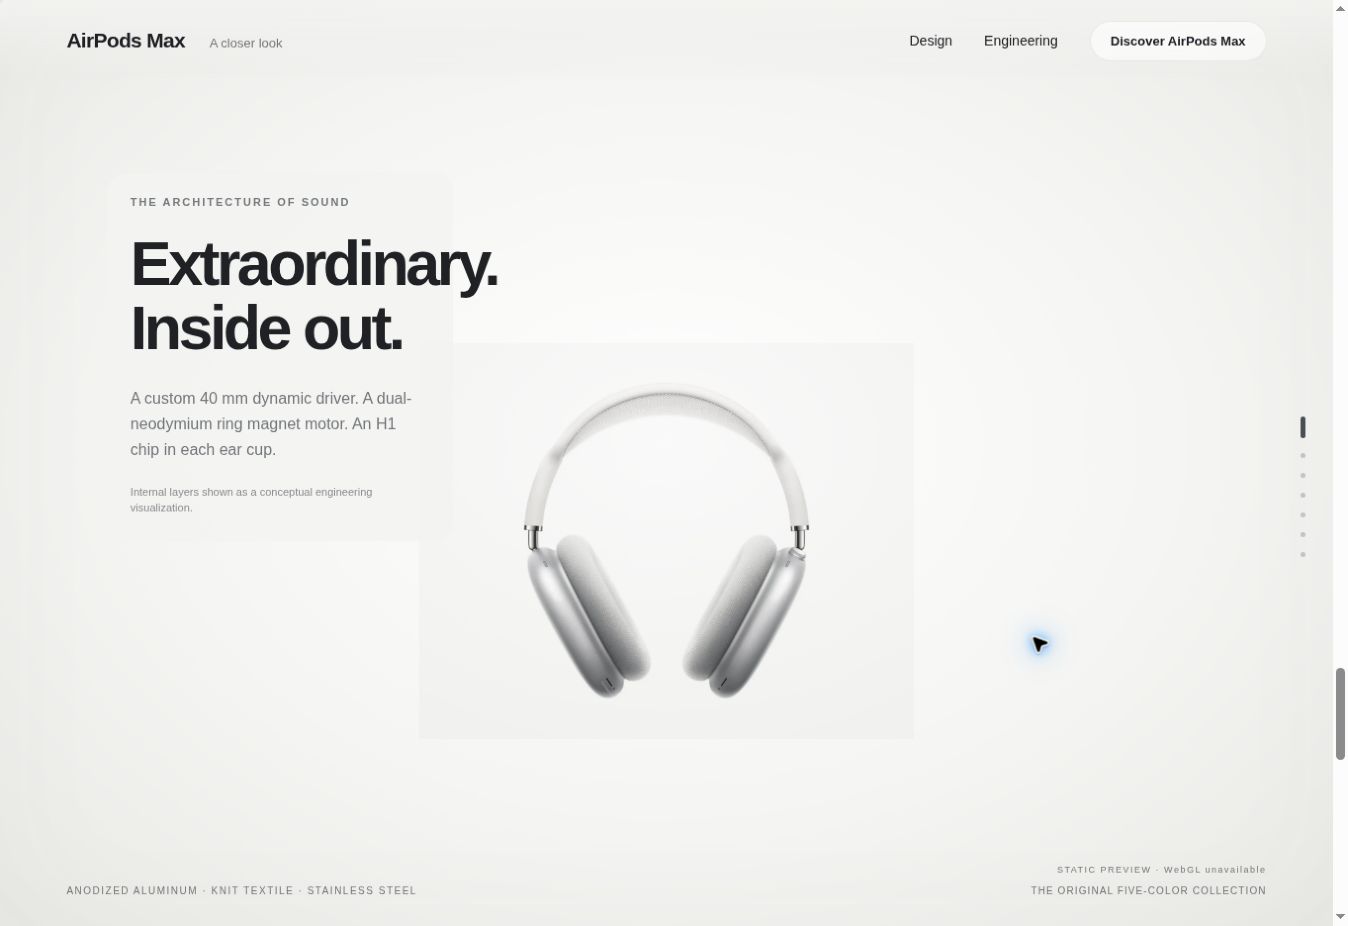 AirPods Max
A closer look
Design
Engineering
Discover AirPods Max
THE ARCHITECTURE OF SOUND
Extraordinary.
Inside out.
A custom 40 mm dynamic driver. A dual-
neodymium ring magnet motor. An H1
chip in each ear cup.
Internal layers shown as a conceptual engineering
visualization.
STATIC PREVIEW · WebGL unavailable
ANODIZED ALUMINUM · KNIT TEXTILE · STAINLESS STEEL
THE ORIGINAL FIVE-COLOR COLLECTION